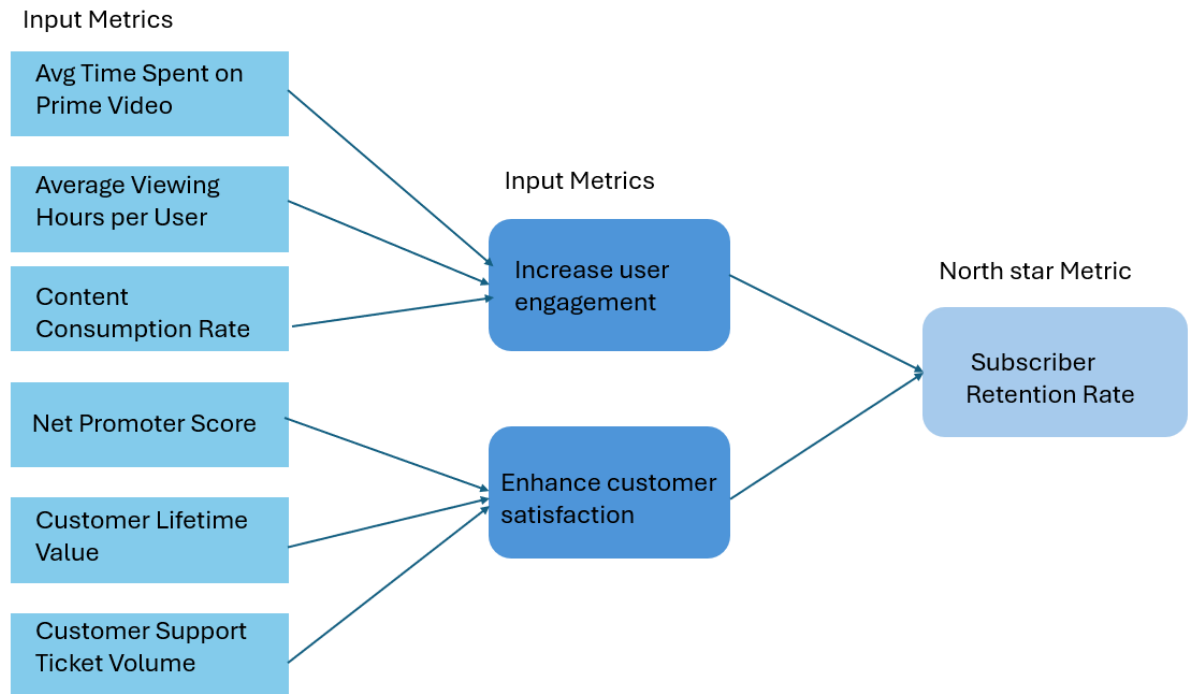 Input Metrics
Avg Time Spent on
Prime Video
Average Viewing
Hours per User
Content
Consumption Rate
Net Promoter Score
Customer Lifetime
Value
Customer Support
Ticket Volume
Input Metrics
Increase user
engagement
Enhance customer
satisfaction
North star Metric
Subscriber
Retention Rate